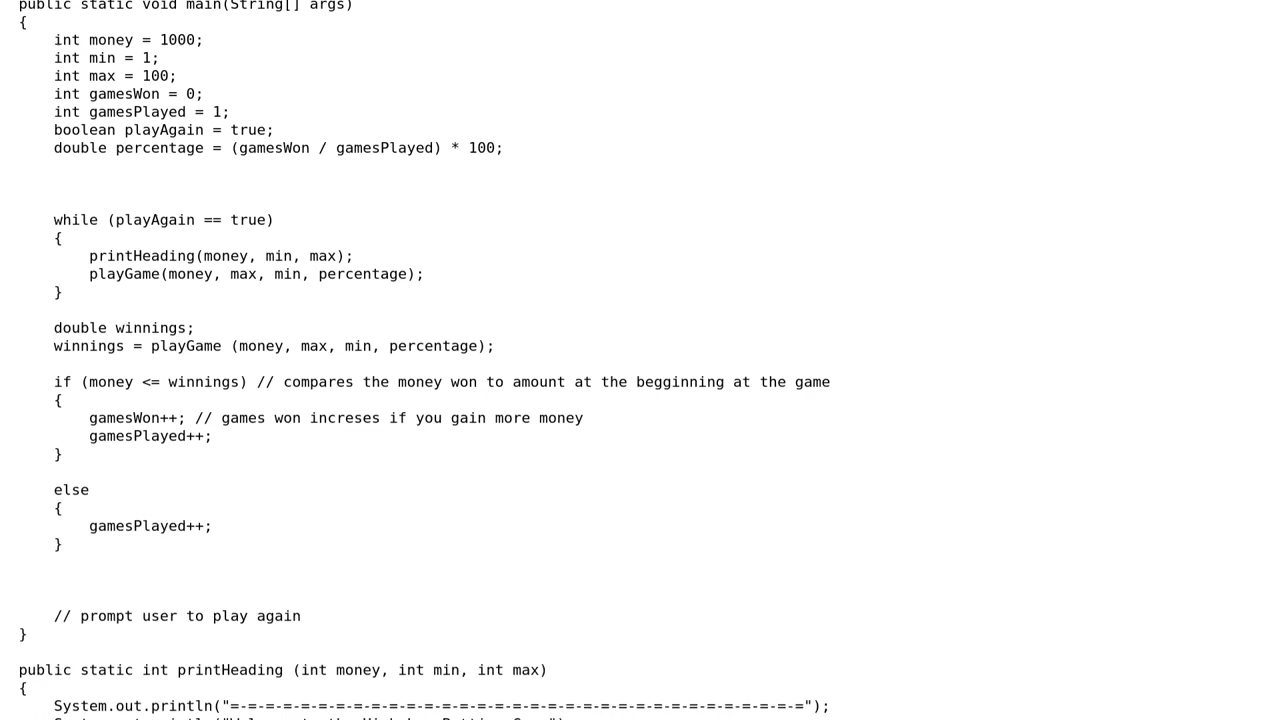 public static void main(String[] args)
{
    int money = 1000;
    int min = 1;
    int max = 100;
    int gamesWon = 0;
    int gamesPlayed = 1;
    boolean playAgain = true;
    double percentage = (gamesWon / gamesPlayed) * 100;
    while (playAgain == true)
    {
        printHeading(money, min, max);
        playGame(money, max, min, percentage);
    }
    double winnings;
    winnings = playGame (money, max, min, percentage);
    if (money <= winnings) // compares the money won to amount at the begginning at the game
    {
        gamesWon++; // games won increses if you gain more money
        gamesPlayed++;
    }
    else
    {
        gamesPlayed++;
    }
    // prompt user to play again
}
public static int printHeading (int money, int min, int max)
{
    System.out.println("=-=-=-=-=-=-=-=-=-=-=-=-=-=-=-=-=-=-=-=-=-=-=-=-=-=-=-=-=-=-=-=-=");